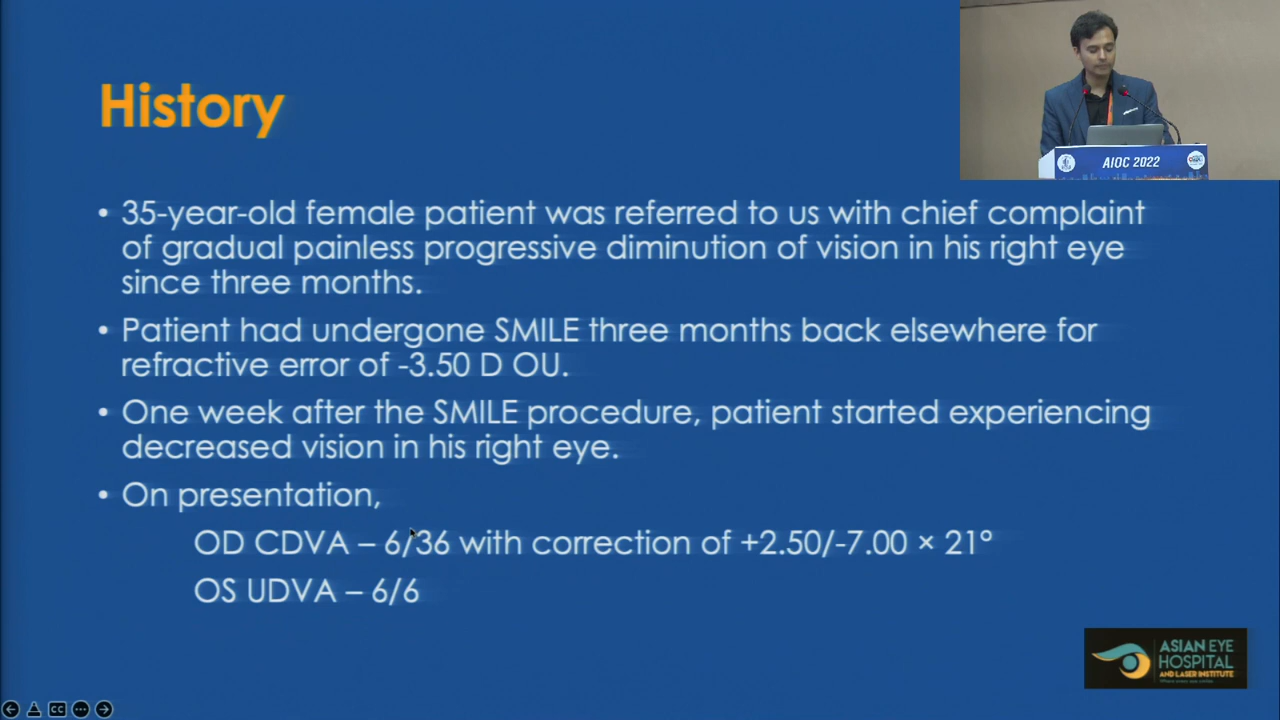 History
AIOC 2022
• 35-year-old female patient was referred to us with chief complaint
of gradual painless progressive diminution of vision in his right eye
since three months.
• Patient had undergone SMILE three months back elsewhere for
refractive error of -3.50 D OU.
• One week after the SMILE procedure, patient started experiencing
decreased vision in his right eye.
• On presentation,
OD CDVA – 6/36 with correction of +2.50/-7.00 × 21°
OS UDVA – 6/6
ASIAN EYE
HOSPITAL
AND LASER INSTITUTE
CC